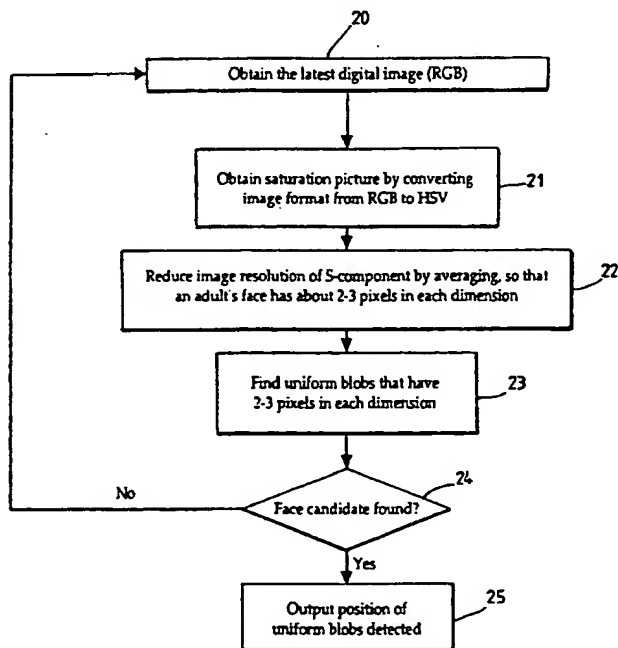 20
Obtain the latest digital image (RGB)
Obtain saturation picture by converting
image format from RGB to HSV
21
Reduce image resolution of S-component by averaging, so that
an adult's face has about 2-3 pixels in each dimension
22
Find uniform blobs that have
2-3 pixels in each dimension
23
24
No
Face candidate found?
Yes
Output position of
uniform blobs detected
25